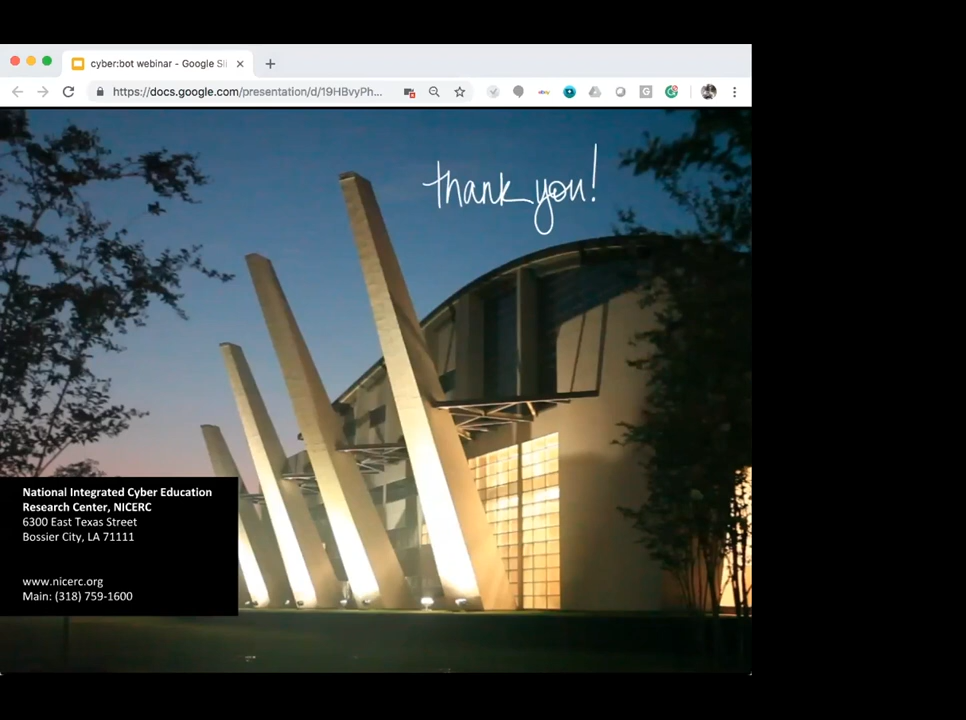 cyber:bot webinar - Google Sli
https://docs.google.com/presentation/d/19HBvyPh...
thank you!
National Integrated Cyber Education
Research Center, NICERC
6300 East Texas Street
Bossier City, LA 71111
www.nicerc.org
Main: (318) 759-1600